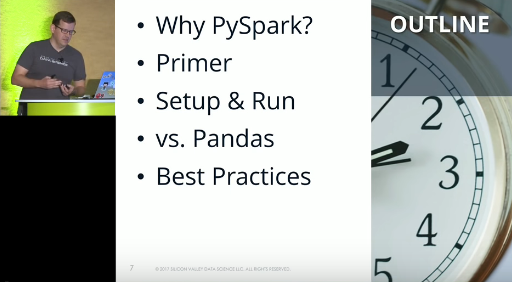 OUTLINE
• Why PySpark?
• Primer
• Setup & Run
• vs. Pandas
• Best Practices
1
2
3
4
5
7
© 2017 SILICON VALLEY DATA SCIENCE LLC. ALL RIGHTS RESERVED.